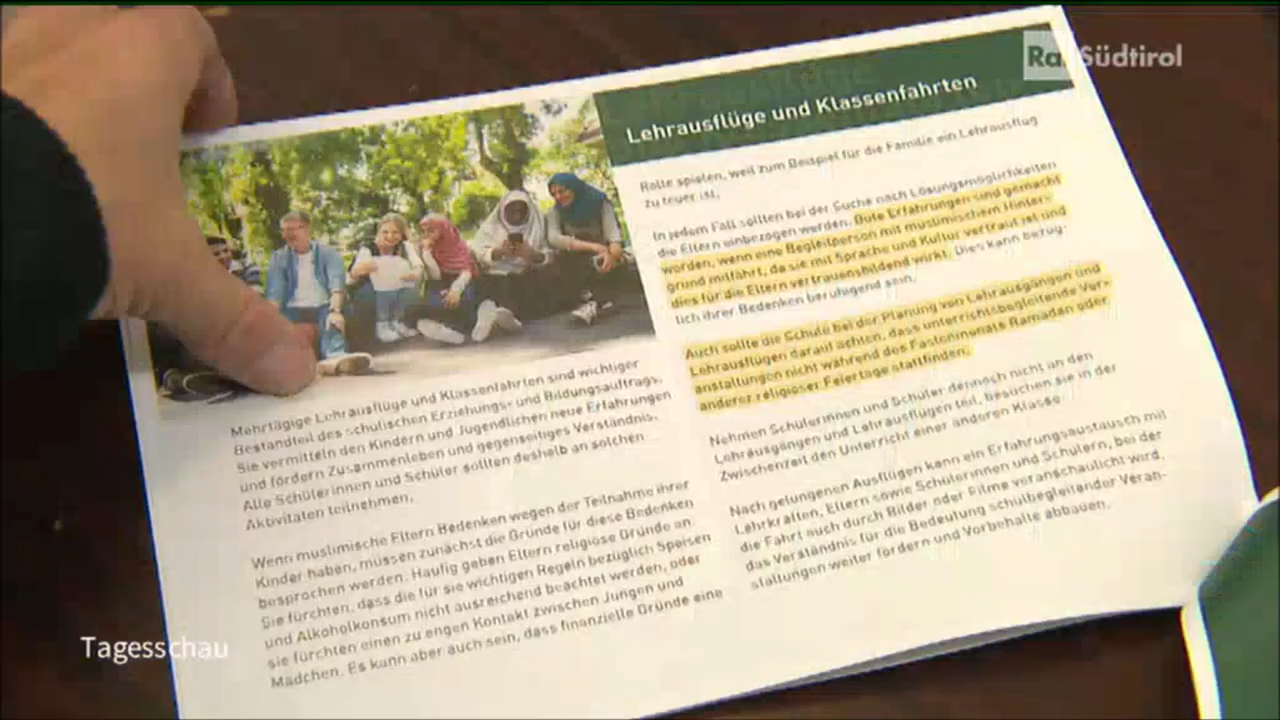 Rai Südtirol
Lehrausflüge und Klassenfahrten
Mehrtägige Lehrausflüge und Klassenfahrten sind wichtiger
Bestandteil des schulischen Erziehungs- und Bildungsauftrags.
Sie vermitteln den Kindern und Jugendlichen neue Erfahrungen
und fördern Zusammenleben und gegenseitiges Verständnis.
Alle Schülerinnen und Schüler sollten deshalb an solchen
Aktivitäten teilnehmen.
Wenn muslimische Eltern Bedenken wegen der Teilnahme ihrer
Kinder haben, müssen zunächst die Gründe für diese Bedenken
besprochen werden. Häufig geben Eltern religiöse Gründe an.
Sie fürchten, dass die für sie wichtigen Regeln bezüglich Speisen
und Alkoholkonsum nicht ausreichend beachtet werden, oder
sie fürchten einen zu engen Kontakt zwischen Jungen und
Mädchen. Es kann aber auch sein, dass finanzielle Gründe eine
Rolle spielen, weil zum Beispiel für die Familie ein Lehrausflug
zu teuer ist.
In jedem Fall sollten bei der Suche nach Lösungsmöglichkeiten
die Eltern einbezogen werden. Gute Erfahrungen sind gemacht
worden, wenn eine Begleitperson mit muslimischem Hinter-
grund mitfährt, da sie mit Sprache und Kultur vertraut ist und
dies für die Eltern vertrauensbildend wirkt. Dies kann bezüg-
lich ihrer Bedenken beruhigend sein.
Auch sollte die Schule bei der Planung von Lehrausgängen und
Lehrausflügen darauf achten, dass unterrichtsbegleitende Ver-
anstaltungen nicht während des Fastenmonats Ramadan oder
anderer religiöser Feiertage stattfinden.
Nehmen Schülerinnen und Schüler dennoch nicht an den
Lehrausgängen und Lehrausflügen teil, besuchen sie in der
Zwischenzeit den Unterricht einer anderen Klasse.
Nach gelungenen Ausflügen kann ein Erfahrungsaustausch mit
Lehrkräften, Eltern sowie Schülerinnen und Schülern, bei der
die Fahrt auch durch Bilder oder Filme veranschaulicht wird,
das Verständnis für die Bedeutung schulbegleitender Veran-
staltungen weiter fördern und Vorbehalte abbauen.
Tagesschau